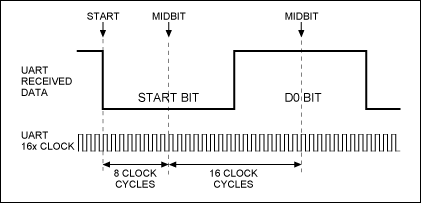 START
MIDBIT
MIDBIT
UART
RECEIVED
DATA
START BIT
D0 BIT
UART
16x CLOCK
8 CLOCK
CYCLES
16 CLOCK
CYCLES